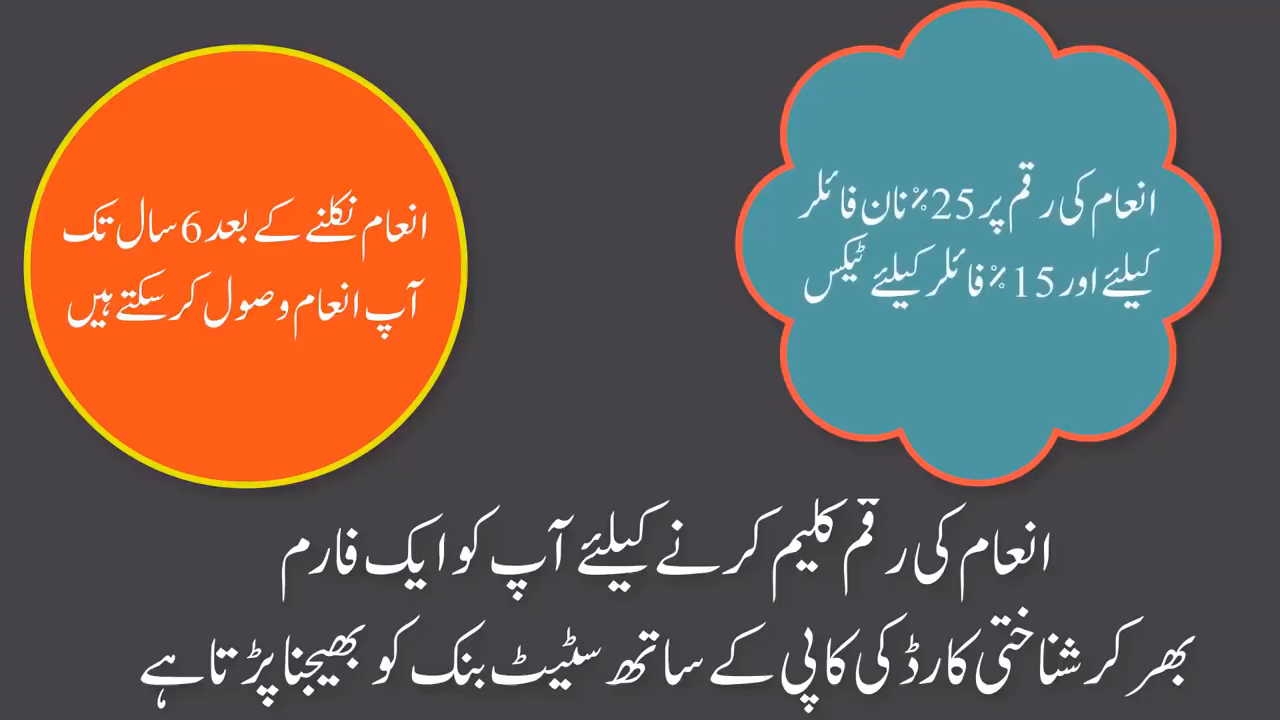 انعام کی رقم پر 25% نان فائلر
کیلئے اور 15% فائلر کیلئے ٹیکس
انعام نکلنے کے بعد 6 سال تک
آپ انعام وصول کر سکتے ہیں
انعام کی رقم کلیم کرنے کیلئے آپ کو ایک فارم
بھر کر شناختی کارڈ کی کاپی کے ساتھ سٹیٹ بنک کو بھیجنا پڑتا ہے